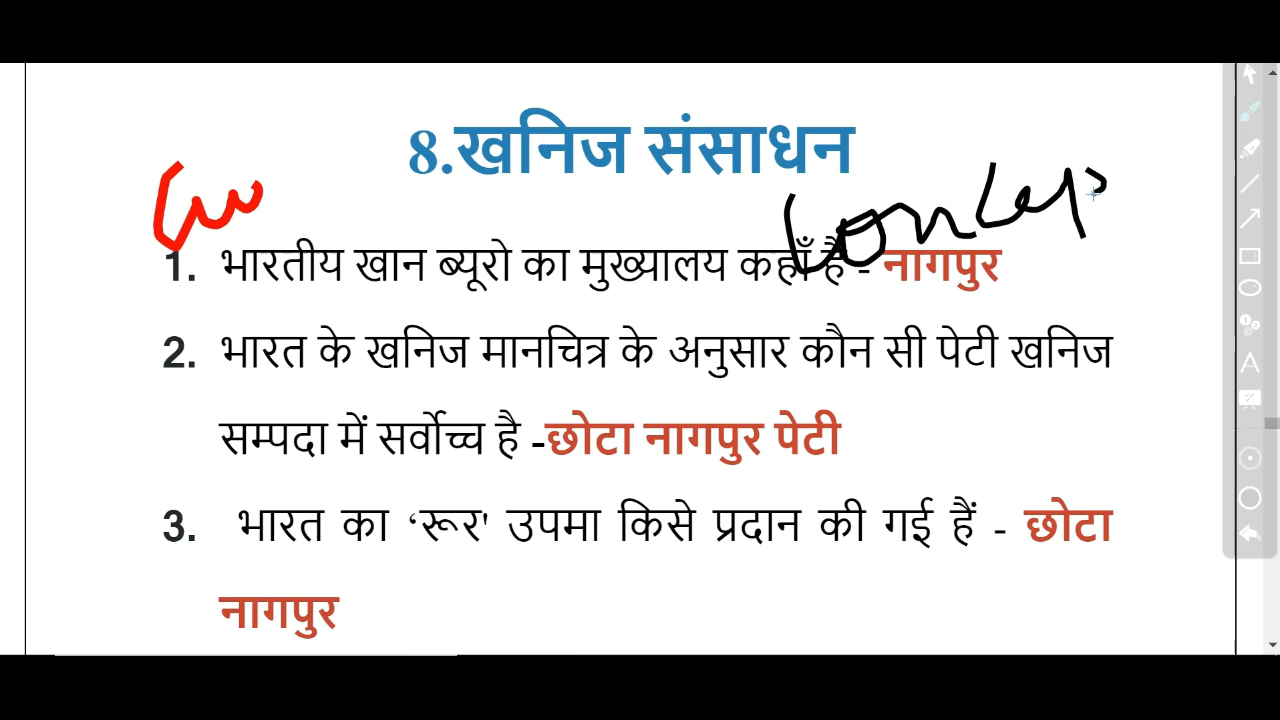 8.खनिज संसाधन
1. भारतीय खान ब्यूरो का मुख्यालय कहाँ है - नागपुर
2. भारत के खनिज मानचित्र के अनुसार कौन सी पेटी खनिज
सम्पदा में सर्वोच्च है -छोटा नागपुर पेटी
3. भारत का ‘रूर' उपमा किसे प्रदान की गई हैं - छोटा
नागपुर